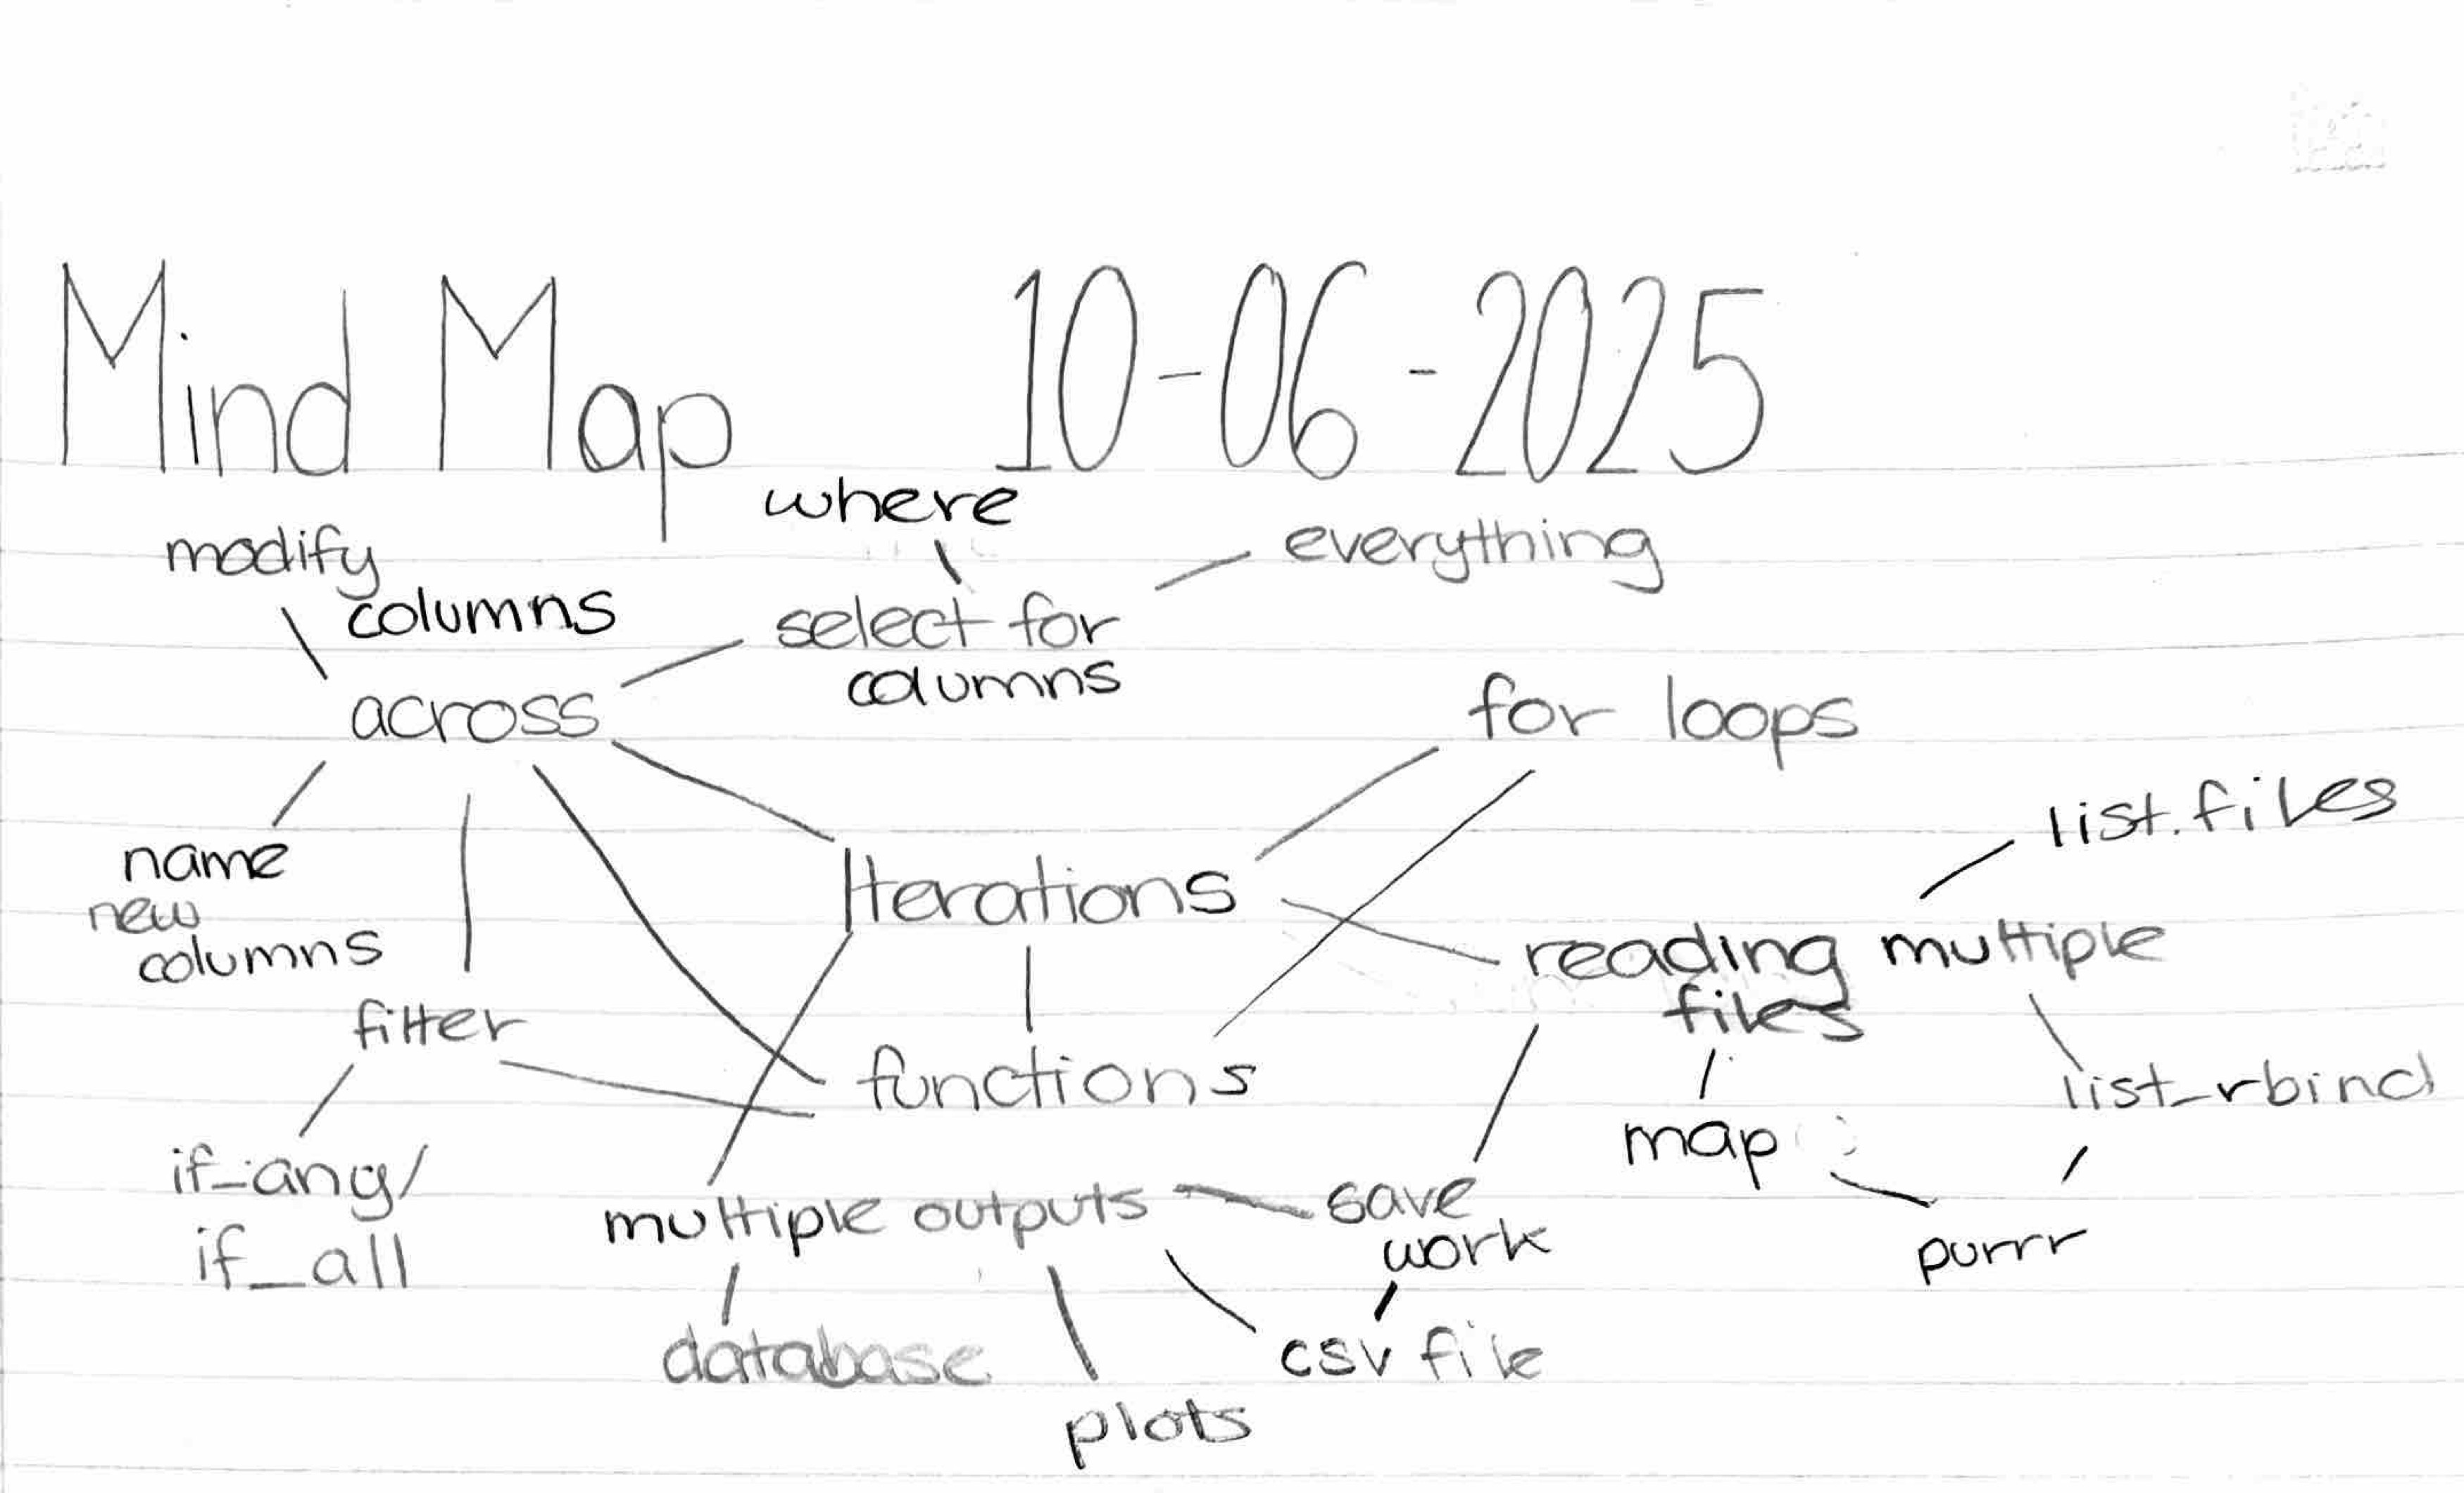 Mind Map 10-06-2025
where
modify
columns
everything
select for
columns
across
for loops
list.files
name
new
columns
Iterations
reading multiple
files
filter
functions
list_rbind
map
if_any/
if_all
multiple outputs
save
work
purrr
database
csv file
plots